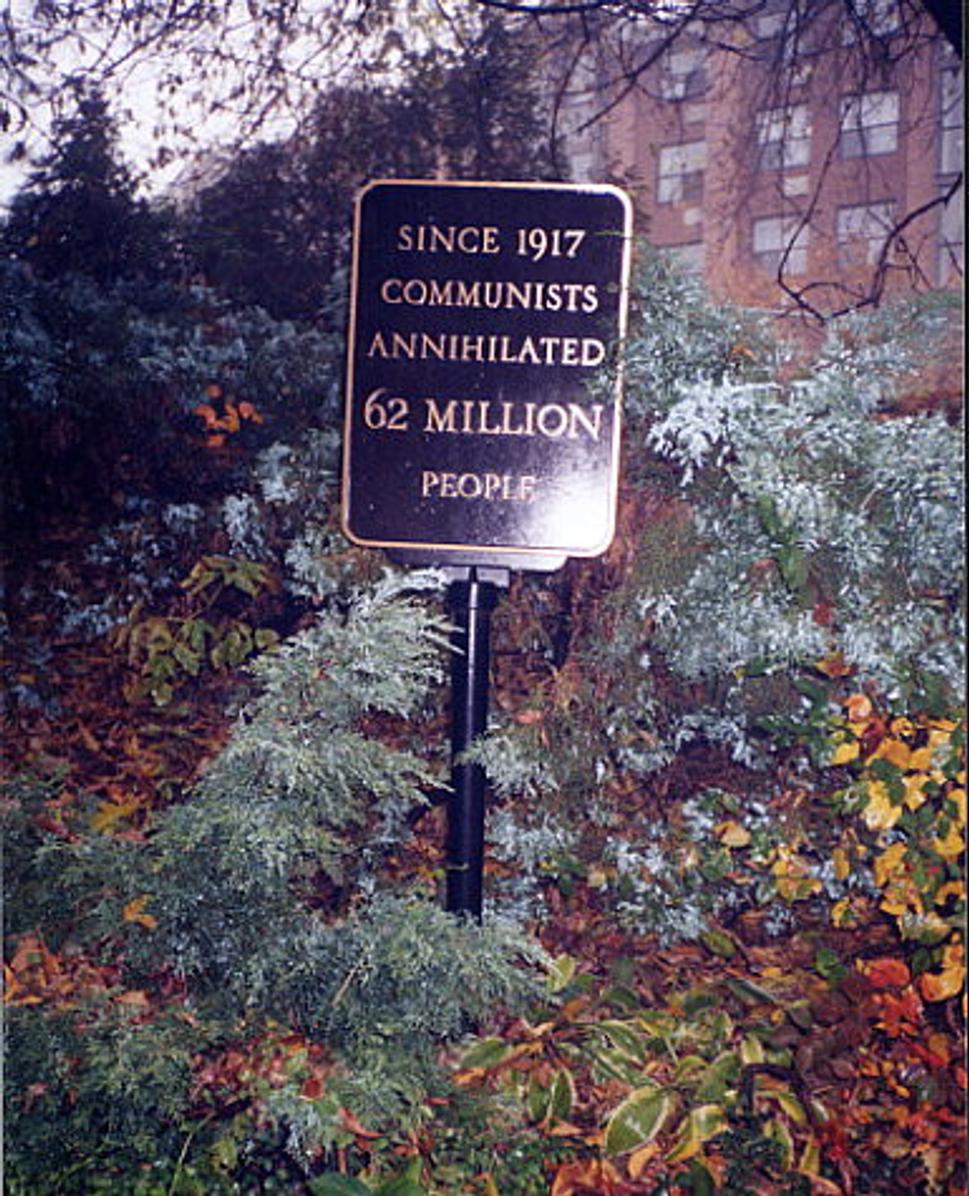 SINCE 1917
COMMUNISTS
ANNIHILATED
62 MILLION
PEOPLE